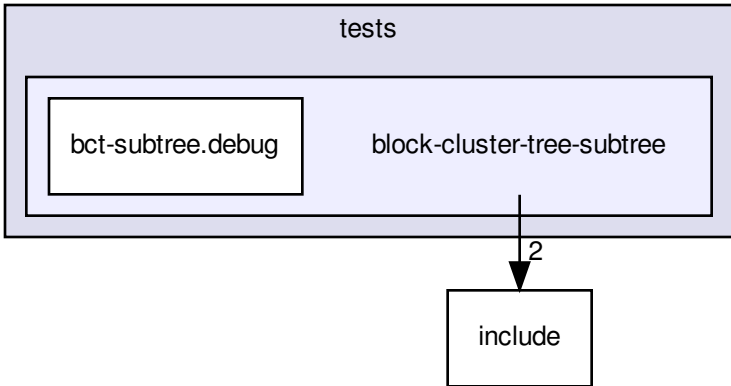 tests
bct-subtree.debug
block-cluster-tree-subtree
2
include